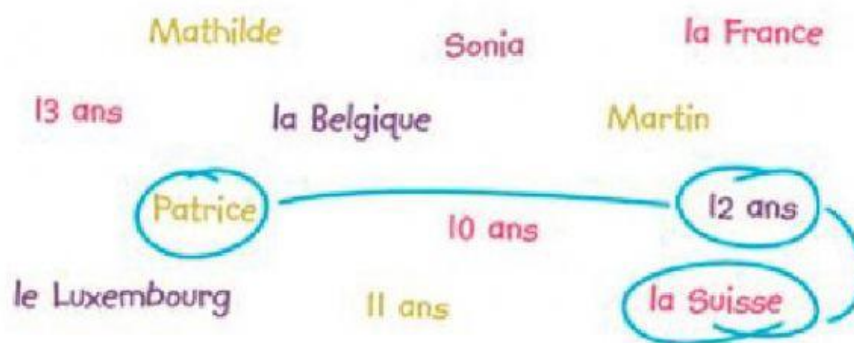 Mathilde
Sonia
la France
13 ans
la Belgique
Martin
Patrice
10 ans
12 ans
le Luxembourg
11 ans
la Suisse